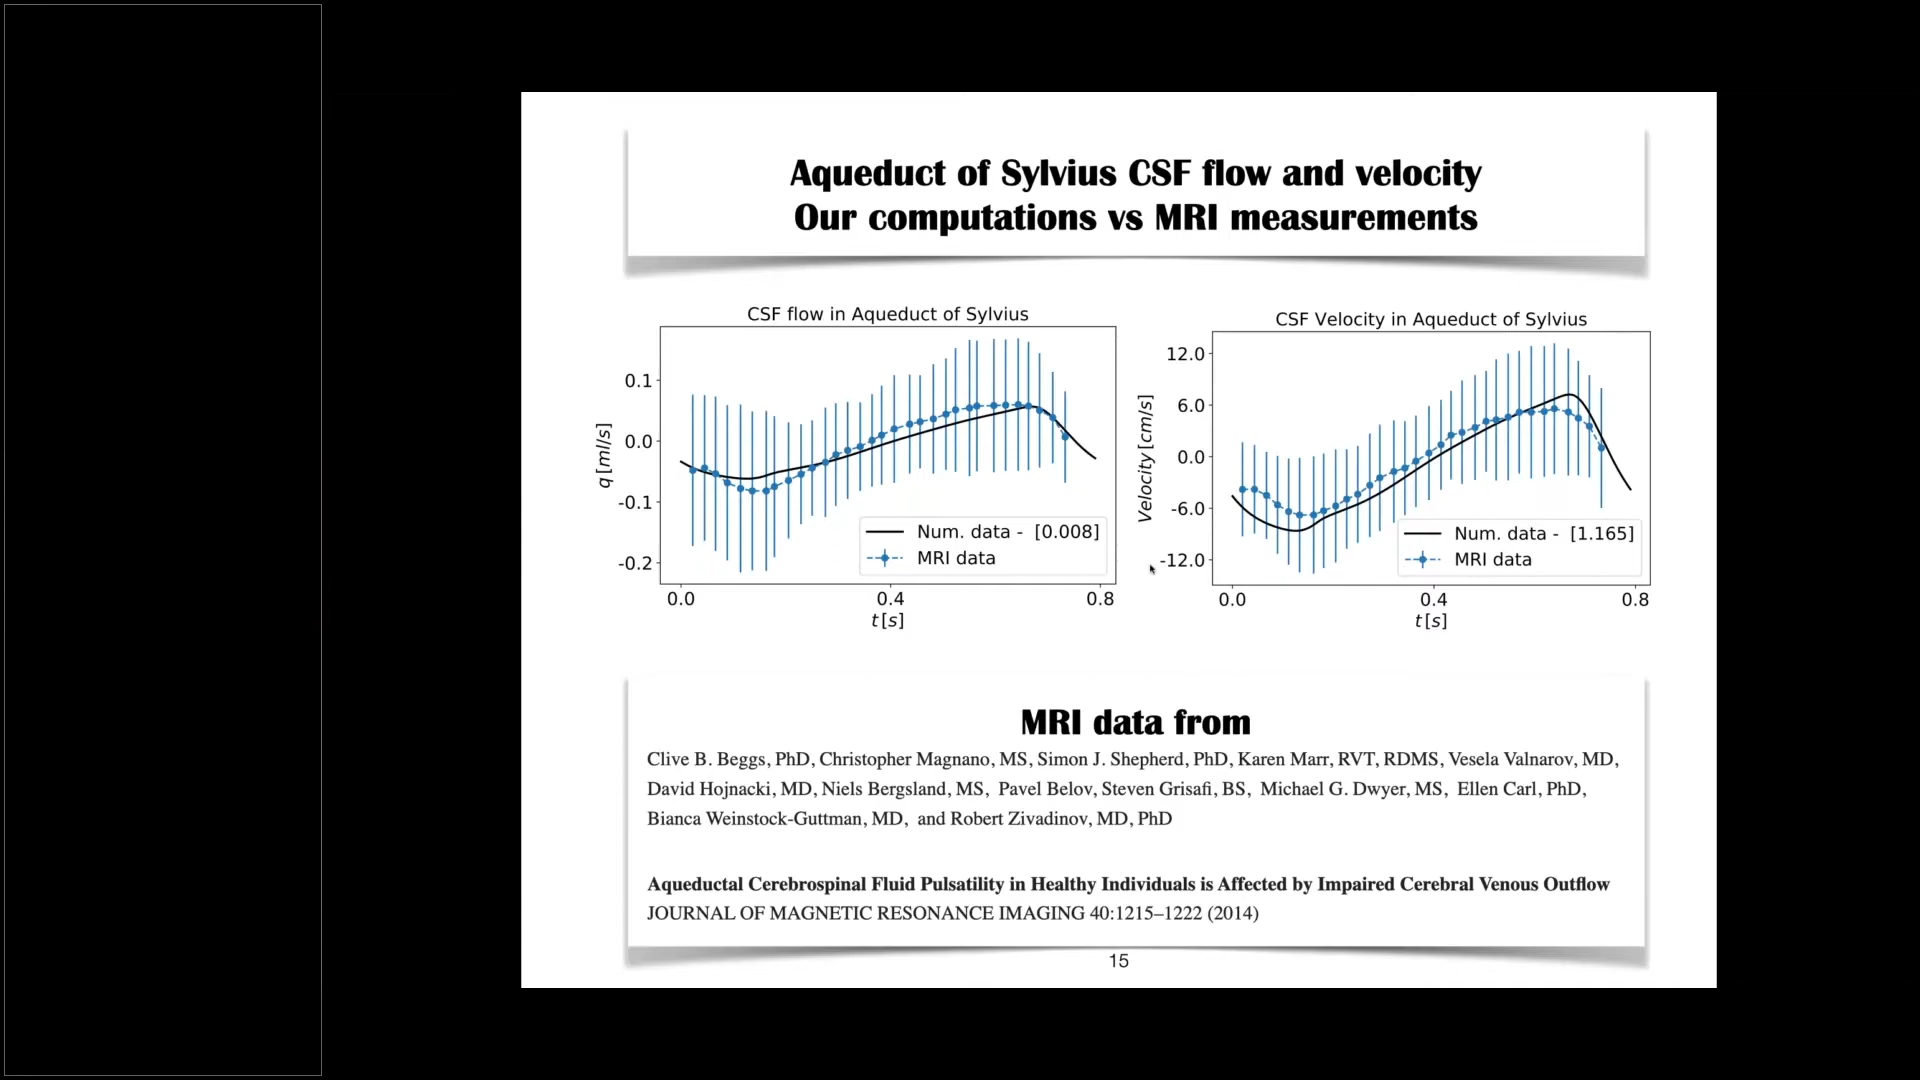 Aqueduct of Sylvius CSF flow and velocity
Our computations vs MRI measurements
CSF flow in Aqueduct of Sylvius
0.1
0.0
-0.1
-0.2
q [ml/s]
Num. data - [0.008]
MRI data
0.0 0.4 0.8
t [s]
CSF Velocity in Aqueduct of Sylvius
12.0
6.0
0.0
-6.0
-12.0
Velocity [cm/s]
Num. data - [1.165]
MRI data
0.0 0.4 0.8
t [s]
MRI data from
Clive B. Beggs, PhD, Christopher Magnano, MS, Simon J. Shepherd, PhD, Karen Marr, RVT, RDMS, Vesela Valnarov, MD,
David Hojnacki, MD, Niels Bergsland, MS, Pavel Belov, Steven Grisafi, BS, Michael G. Dwyer, MS, Ellen Carl, PhD,
Bianca Weinstock-Guttman, MD, and Robert Zivadinov, MD, PhD
Aqueductal Cerebrospinal Fluid Pulsatility in Healthy Individuals is Affected by Impaired Cerebral Venous Outflow
JOURNAL OF MAGNETIC RESONANCE IMAGING 40:1215–1222 (2014)
15